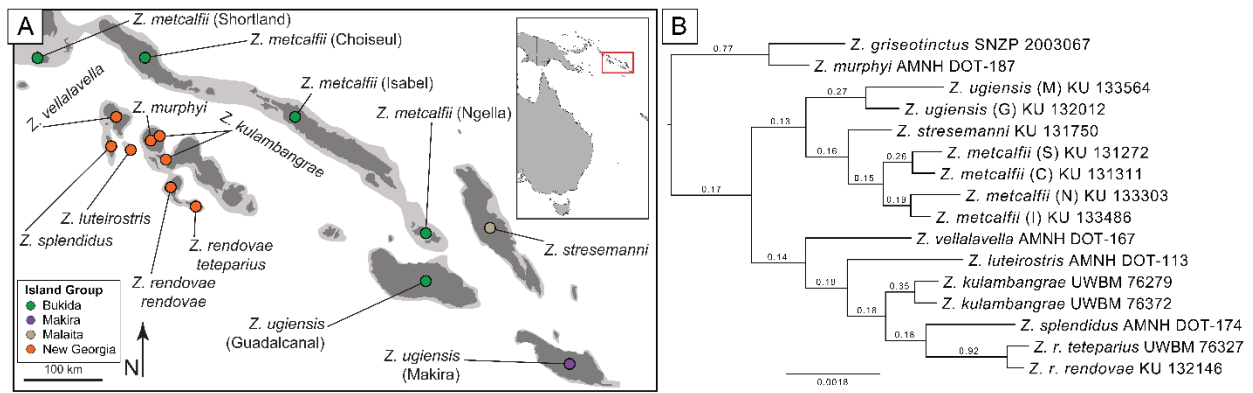 A
Z. metcalfii (Shortland)
Z. metcalfii (Choiseul)
Z. metcalfii (Isabel)
Z. metcalfii (Ngella)
Z. vellalavella
Z. murphyi
Z. kulambangrae
Z. luteirostris
Z. splendidus
Z. rendovae
teteparius
Z. rendovae
rendovae
Z. stresemanni
Z. ugiensis
(Guadalcanal)
Z. ugiensis
(Makira)
Island Group
Bukida
Makira
Malaita
New Georgia
100 km
N
B
Z. griseotinctus SNZP 2003067
Z. murphyi AMNH DOT-187
Z. ugiensis (M) KU 133564
Z. ugiensis (G) KU 132012
Z. stresemanni KU 131750
Z. metcalfii (S) KU 131272
Z. metcalfii (C) KU 131311
Z. metcalfii (N) KU 133303
Z. metcalfii (I) KU 133486
Z. vellalavella AMNH DOT-167
Z. luteirostris AMNH DOT-113
Z. kulambangrae UWBM 76279
Z. kulambangrae UWBM 76372
Z. splendidus AMNH DOT-174
Z. r. teteparius UWBM 76327
Z. r. rendovae KU 132146
0.77
0.27
0.13
0.16
0.26
0.15
0.19
0.17
0.14
0.19
0.35
0.18
0.18
0.92
0.0018